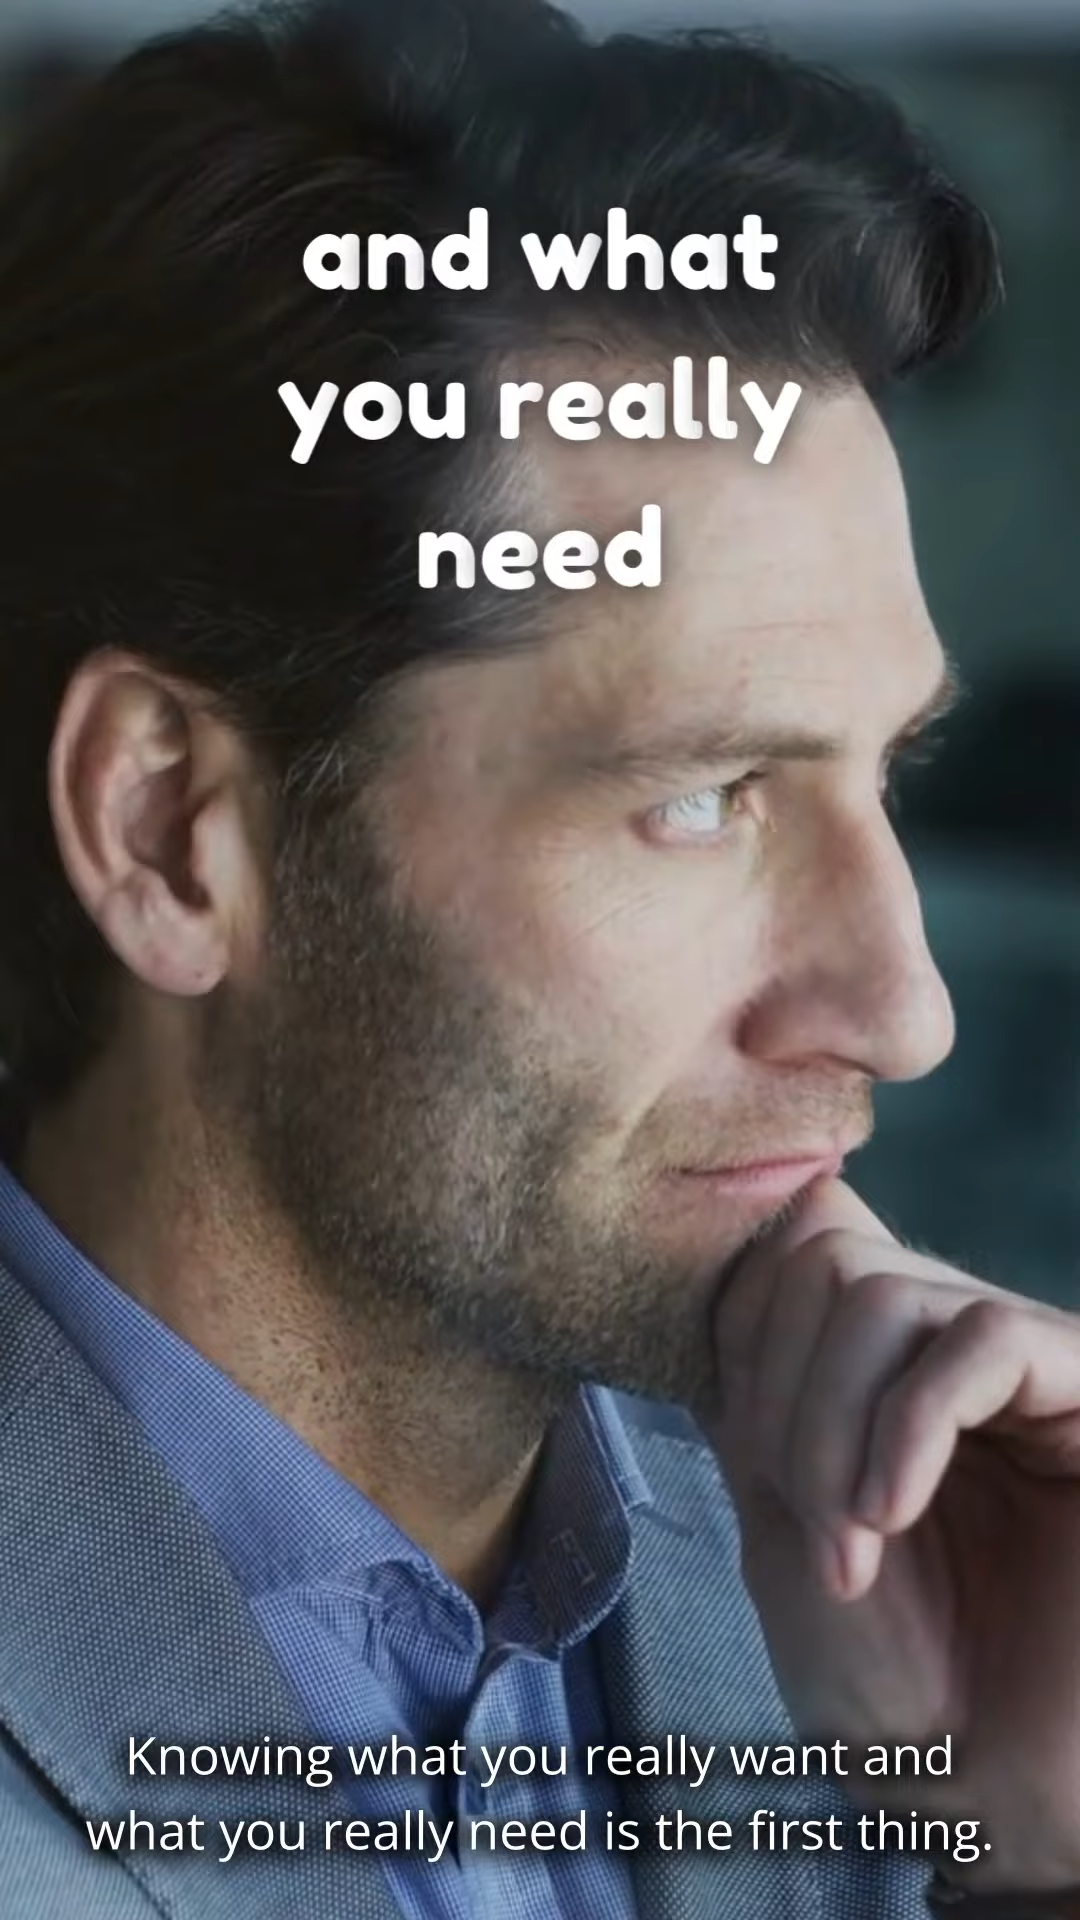 and what
you really
need
Knowing what you really want and
what you really need is the first thing.